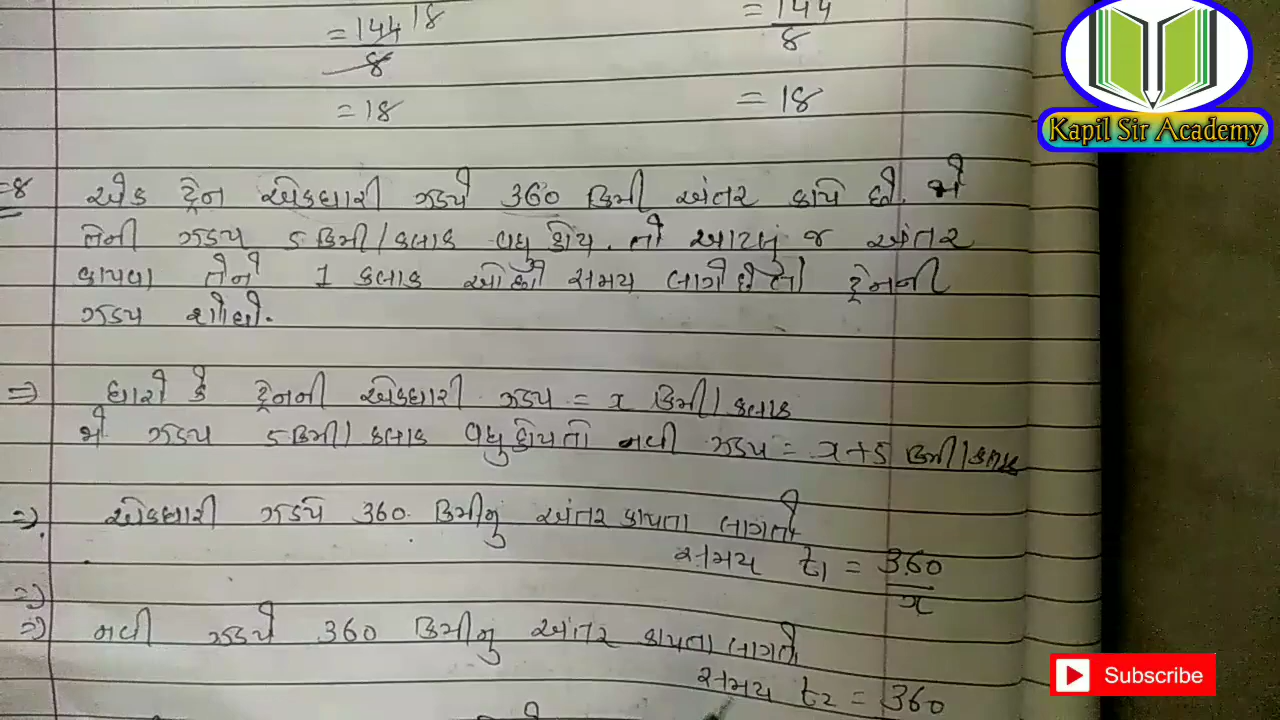 = 144 18
8
= 18
= 144
8
= 18
Kapil Sir Academy
=૪ એક ટ્રેન એકધારી ઝડપે 360 કિમી અંતર કાપે છે. જો
તેની ઝડપ 5 કિમી/કલાક વધુ હોય. તો આટલું જ અંતર
કાપવા તેને 1 કલાક ઓછો સમય લાગે છે તો ટ્રેનની
ઝડપ શોધો.
⇒ ધારો કે ટ્રેનની એકધારી ઝડપ = x કિમી/કલાક
જો ઝડપ 5 કિમી/કલાક વધુ હોય તો નવી ઝડપ = x+5 કિમી/કલાક
⇒ એકધારી ઝડપે 360 કિમીનુ અંતર કાપતા લાગતો
સમય t1 = 360
x
⇒
⇒ નવી ઝડપે 360 કિમીનુ અંતર કાપતા લાગતો
સમય t2 = 360
Subscribe